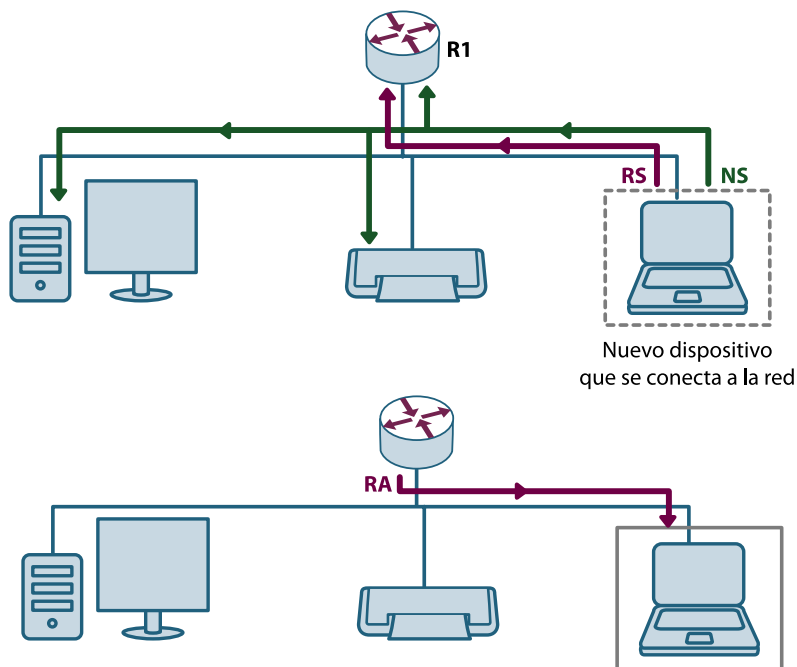 R1
RS
NS
Nuevo dispositivo
que se conecta a la red
RA